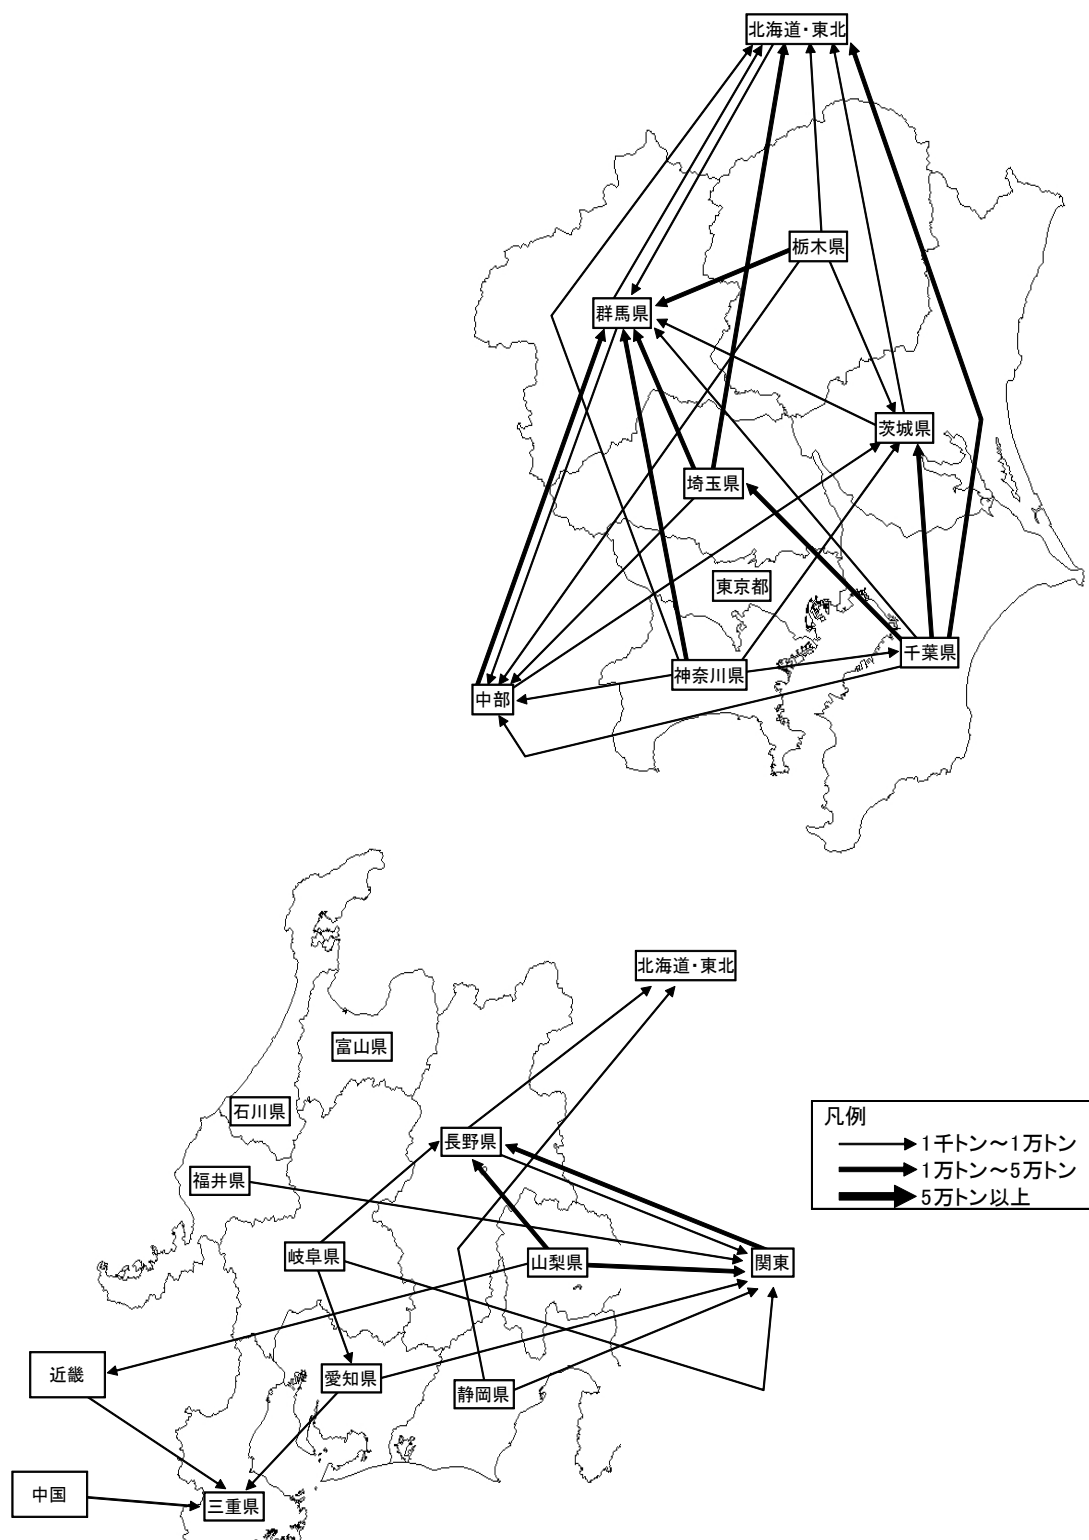 北海道・東北
栃木県
群馬県
茨城県
埼玉県
東京都
千葉県
神奈川県
中部
北海道・東北
富山県
石川県
長野県
福井県
岐阜県
山梨県
関東
近畿
愛知県
静岡県
中国
三重県
凡例
1千トン～1万トン
1万トン～5万トン
5万トン以上